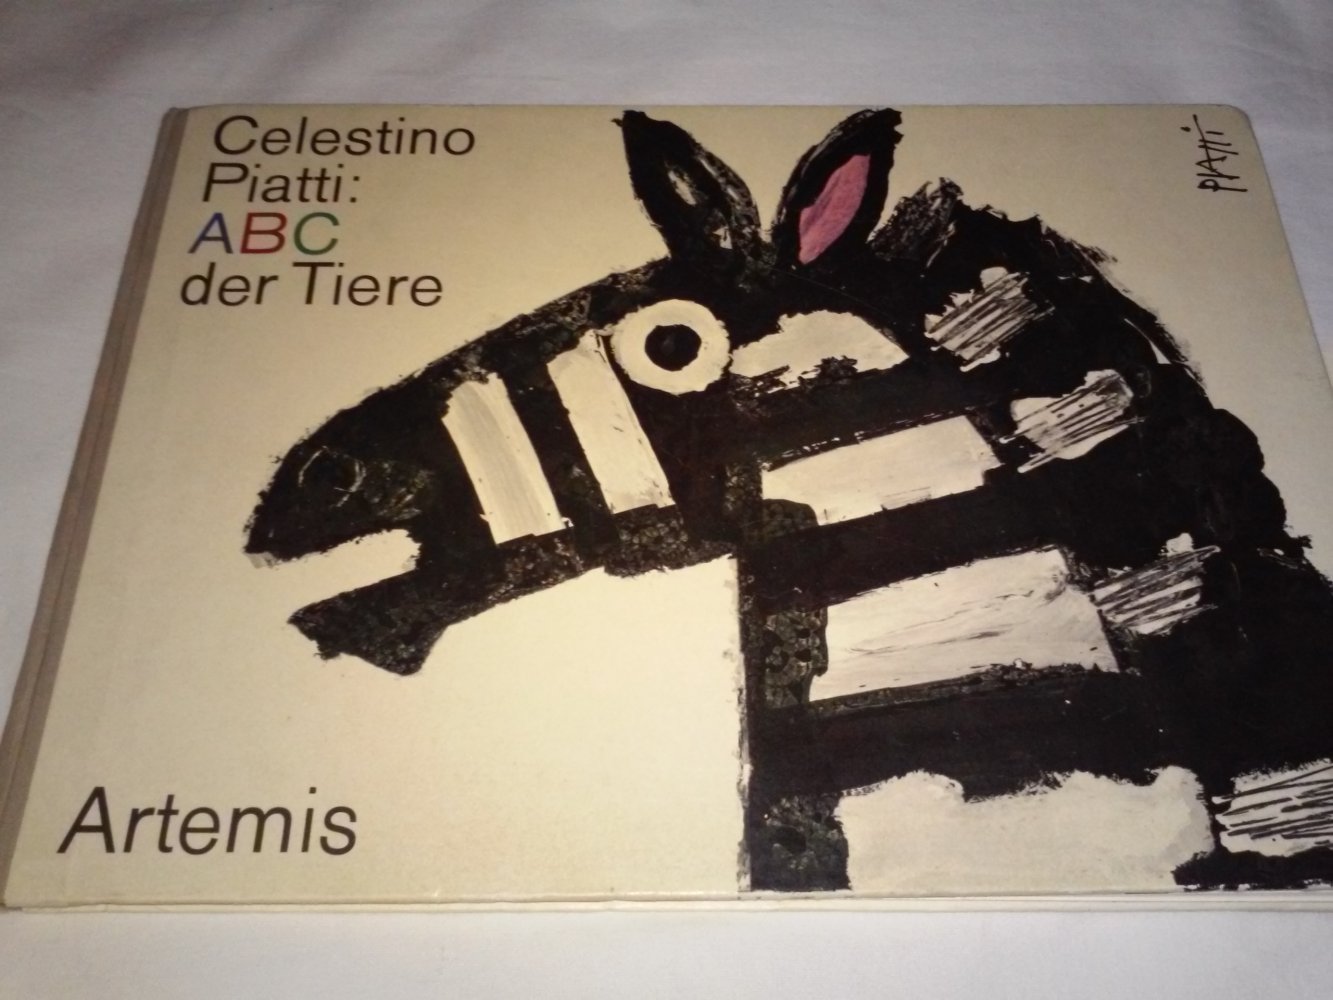 Celestino
Piatti:
ABC
der Tiere
PIATTI
Artemis